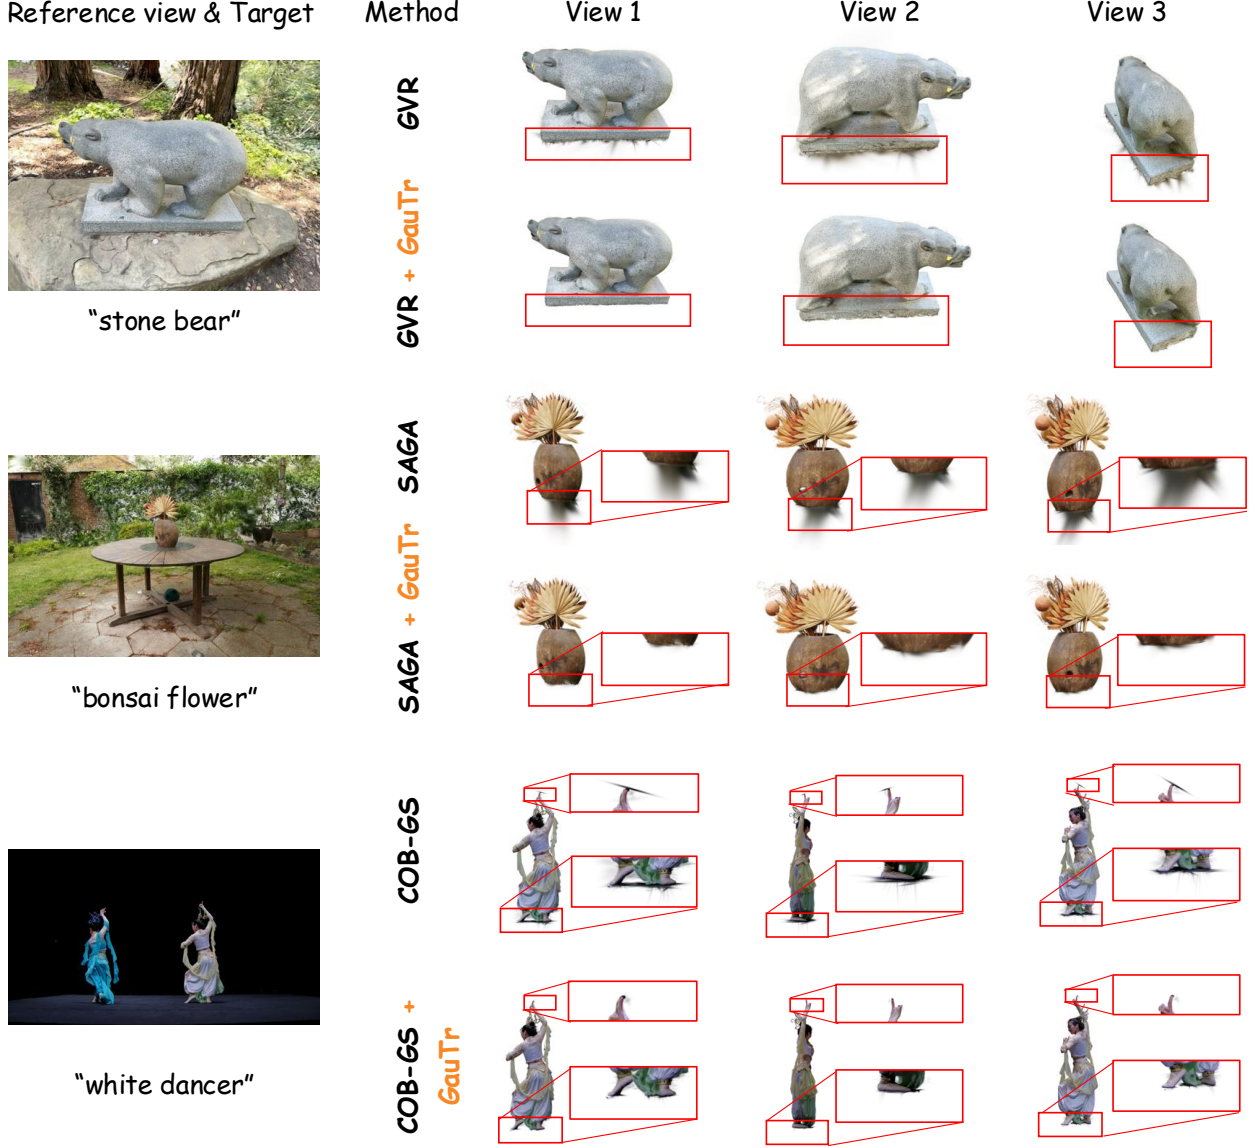 Reference view & Target
Method
View 1
View 2
View 3
GVR
GVR + GauTr
"stone bear"
SAGA
SAGA + GauTr
"bonsai flower"
COB-GS
COB-GS +
GauTr
"white dancer"